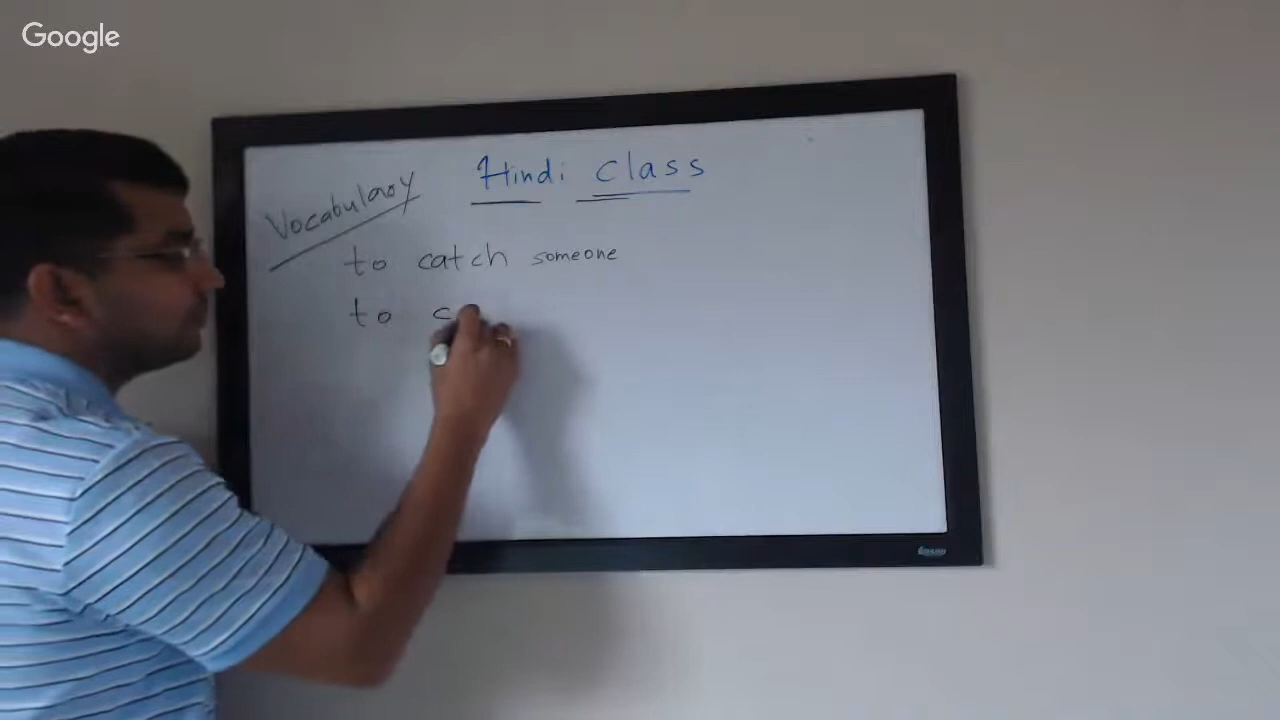 Google
Hindi class
Vocabulary
to catch someone
to c